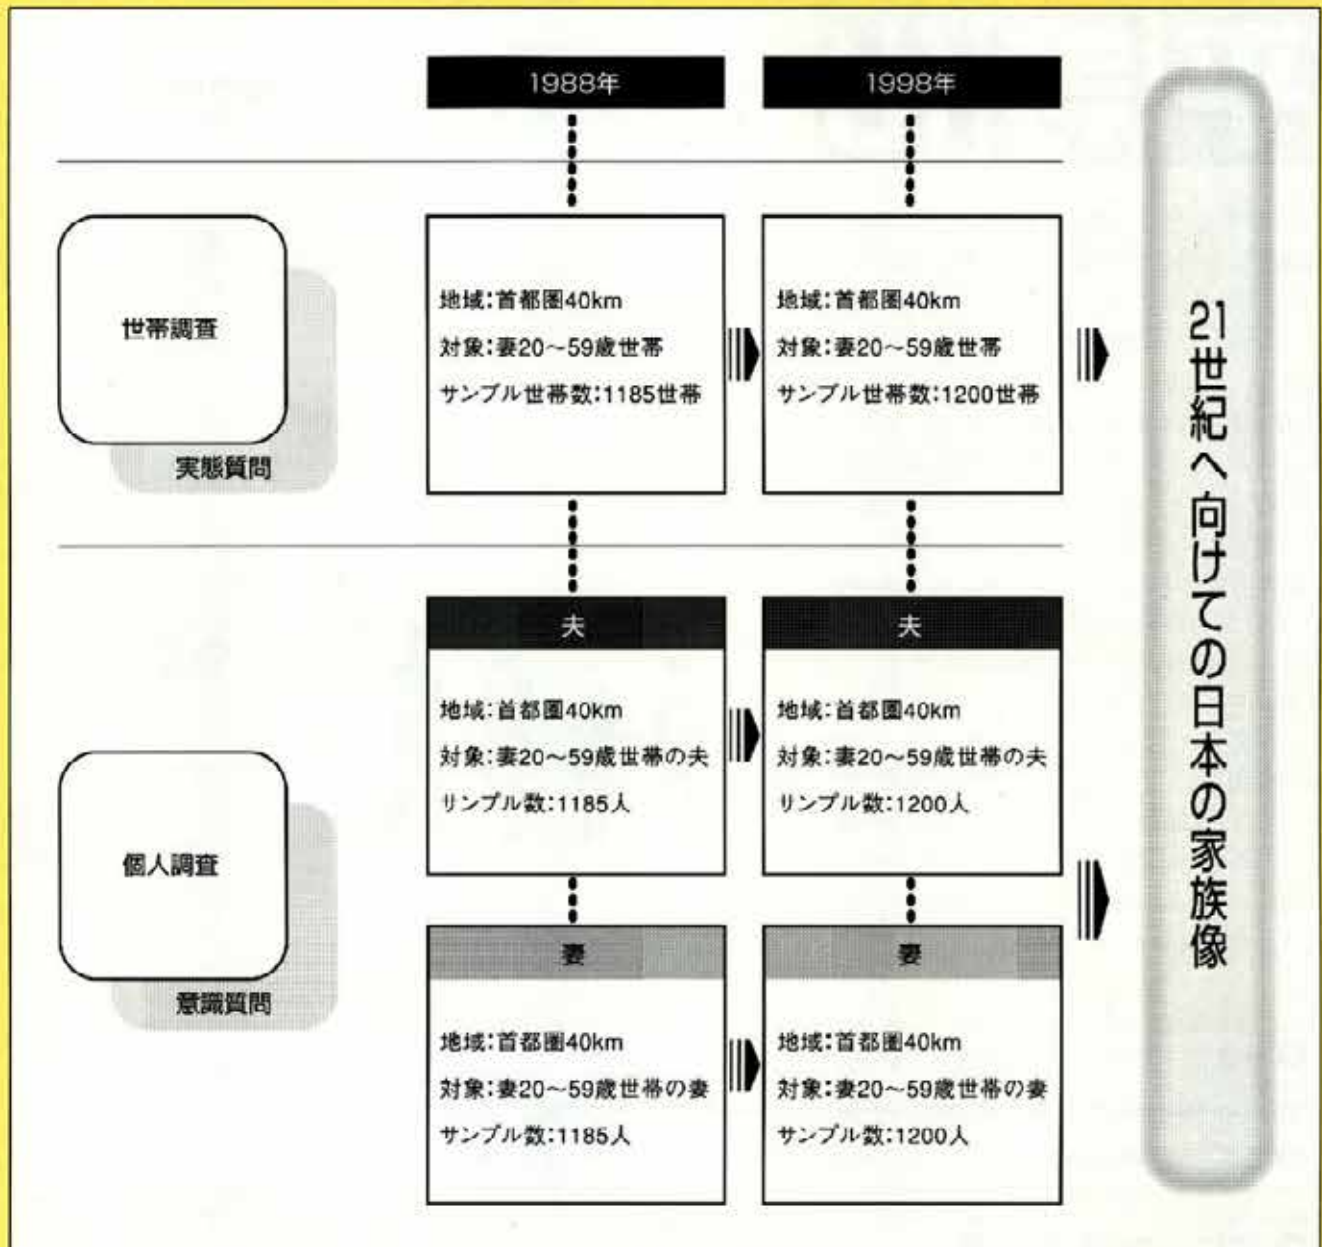 1988年
1998年
世帯調査
実態質問
地域:首都圏40km
対象:妻20〜59歳世帯
サンプル世帯数:1185世帯
地域:首都圏40km
対象:妻20〜59歳世帯
サンプル世帯数:1200世帯
個人調査
意識質問
夫
地域:首都圏40km
対象:妻20〜59歳世帯の夫
サンプル数:1185人
夫
地域:首都圏40km
対象:妻20〜59歳世帯の夫
サンプル数:1200人
妻
地域:首都圏40km
対象:妻20〜59歳世帯の妻
サンプル数:1185人
妻
地域:首都圏40km
対象:妻20〜59歳世帯の妻
サンプル数:1200人
21世紀へ向けての日本の家族像